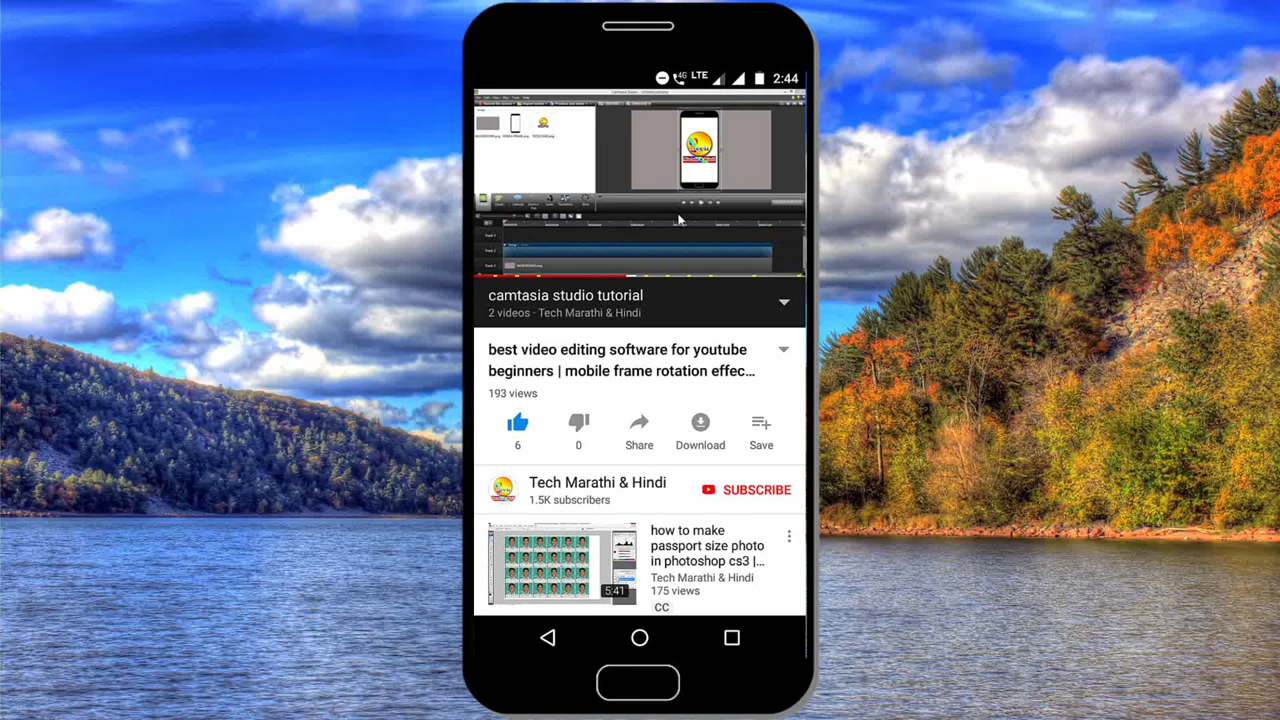 4G LTE 2:44
camtasia studio tutorial
2 videos · Tech Marathi & Hindi
best video editing software for youtube
beginners | mobile frame rotation effec...
193 views
6
0
Share
Download
Save
Tech Marathi & Hindi
1.5K subscribers
SUBSCRIBE
5:41
how to make
passport size photo
in photoshop cs3 |...
Tech Marathi & Hindi
175 views
CC